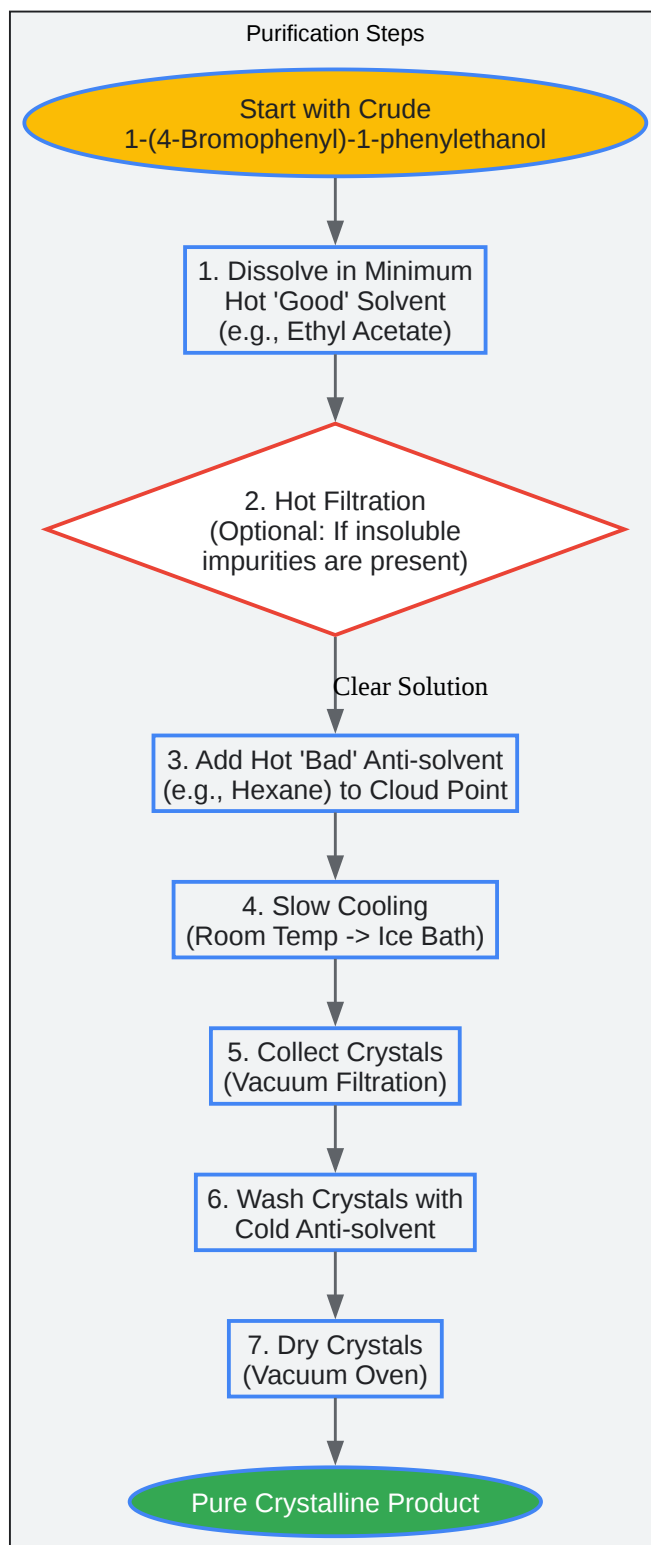 Purification Steps
Start with Crude
1-(4-Bromophenyl)-1-phenylethanol
1. Dissolve in Minimum
Hot 'Good' Solvent
(e.g., Ethyl Acetate)
2. Hot Filtration
(Optional: If insoluble
impurities are present)
Clear Solution
3. Add Hot 'Bad' Anti-solvent
(e.g., Hexane) to Cloud Point
4. Slow Cooling
(Room Temp -> Ice Bath)
5. Collect Crystals
(Vacuum Filtration)
6. Wash Crystals with
Cold Anti-solvent
7. Dry Crystals
(Vacuum Oven)
Pure Crystalline Product